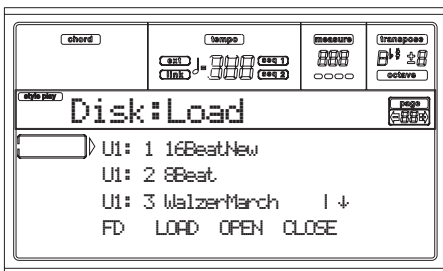 chord tempo measure transpose
ext seq 1
link seq 2
octave
style play
Disk:Load
page
U1: 1 16BeatNew
U1: 2 8Beat
U1: 3 WalzerMarch
FD LOAD OPEN CLOSE